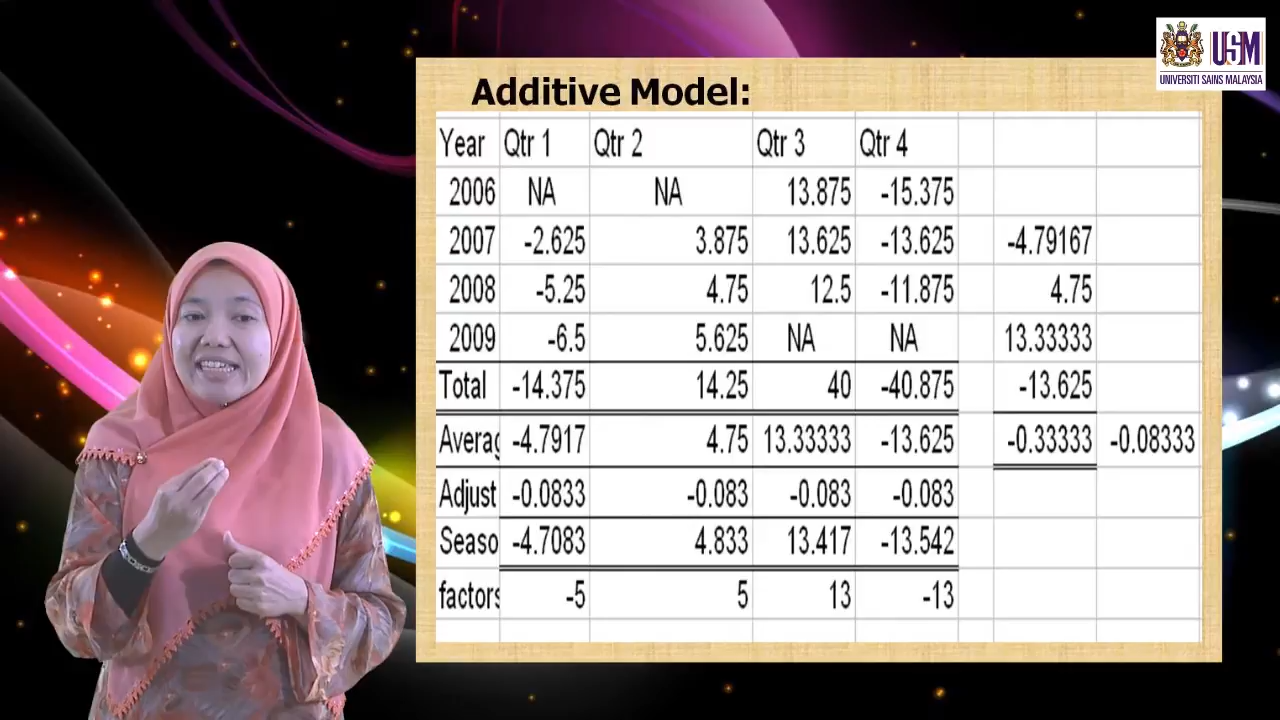 USM
UNIVERSITI SAINS MALAYSIA
Additive Model:
Year Qtr 1 Qtr 2 Qtr 3 Qtr 4
2006 NA NA 13.875 -15.375
2007 -2.625 3.875 13.625 -13.625 -4.79167
2008 -5.25 4.75 12.5 -11.875 4.75
2009 -6.5 5.625 NA NA 13.33333
Total -14.375 14.25 40 -40.875 -13.625
Averag -4.7917 4.75 13.33333 -13.625 -0.33333 -0.08333
Adjust -0.0833 -0.083 -0.083 -0.083
Seaso -4.7083 4.833 13.417 -13.542
factors -5 5 13 -13